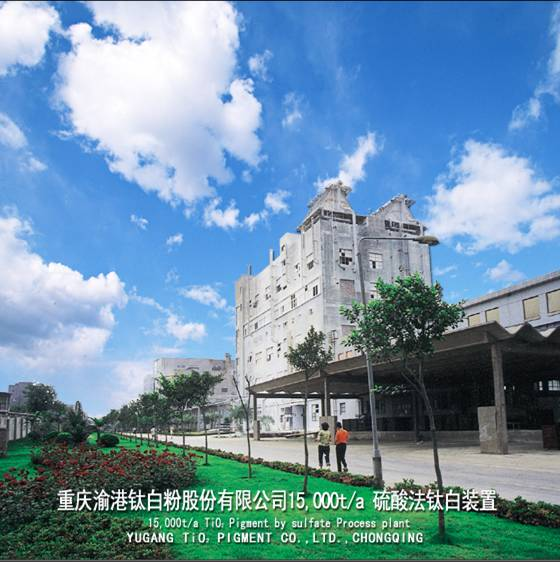 重庆渝港钛白粉股份有限公司15,000t/a 硫酸法钛白装置
15,000t/a TiO₂ Pigment by sulfate Process plant
YUGANG TiO₂ PIGMENT CO.,LTD.,CHONGQING